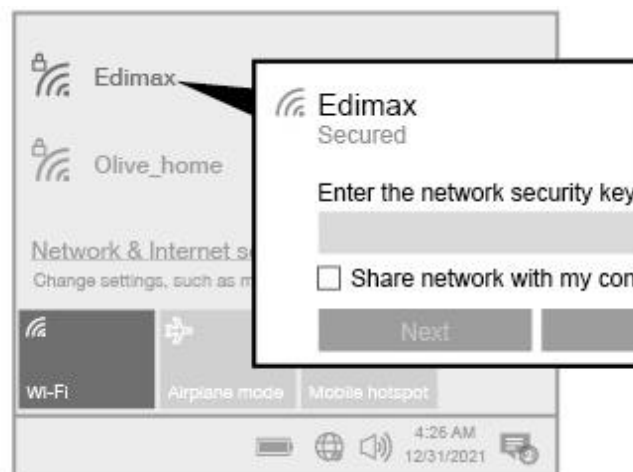 Edimax
Olive_home
Network & Internet se
Change settings, such as m
Wi-Fi
Airplane mode
Mobile hotspot
4:26 AM
12/31/2021
Edimax
Secured
Enter the network security key
Share network with my con
Next